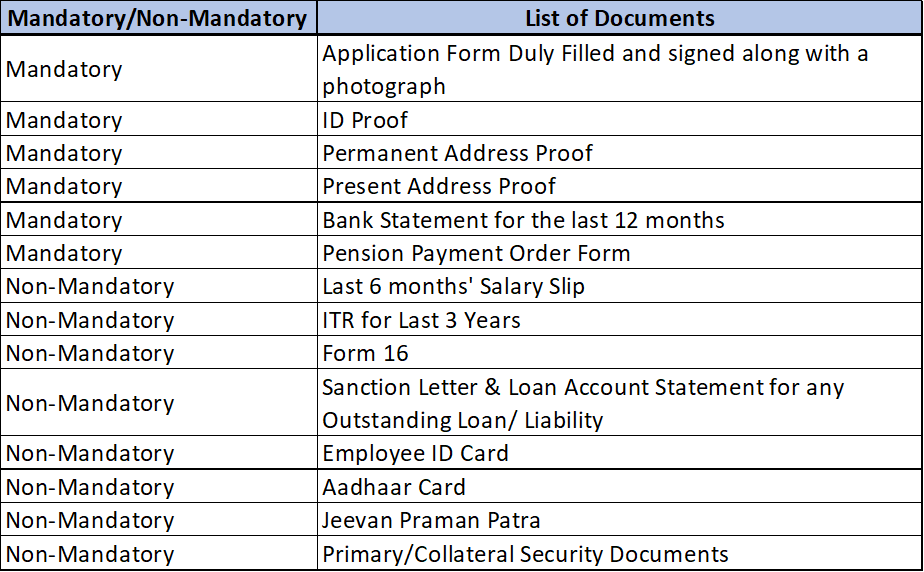 Mandatory/Non-Mandatory List of Documents
Mandatory Application Form Duly Filled and signed along with a
photograph
Mandatory ID Proof
Mandatory Permanent Address Proof
Mandatory Present Address Proof
Mandatory Bank Statement for the last 12 months
Mandatory Pension Payment Order Form
Non-Mandatory Last 6 months' Salary Slip
Non-Mandatory ITR for Last 3 Years
Non-Mandatory Form 16
Non-Mandatory Sanction Letter & Loan Account Statement for any
Outstanding Loan/ Liability
Non-Mandatory Employee ID Card
Non-Mandatory Aadhaar Card
Non-Mandatory Jeevan Praman Patra
Non-Mandatory Primary/Collateral Security Documents